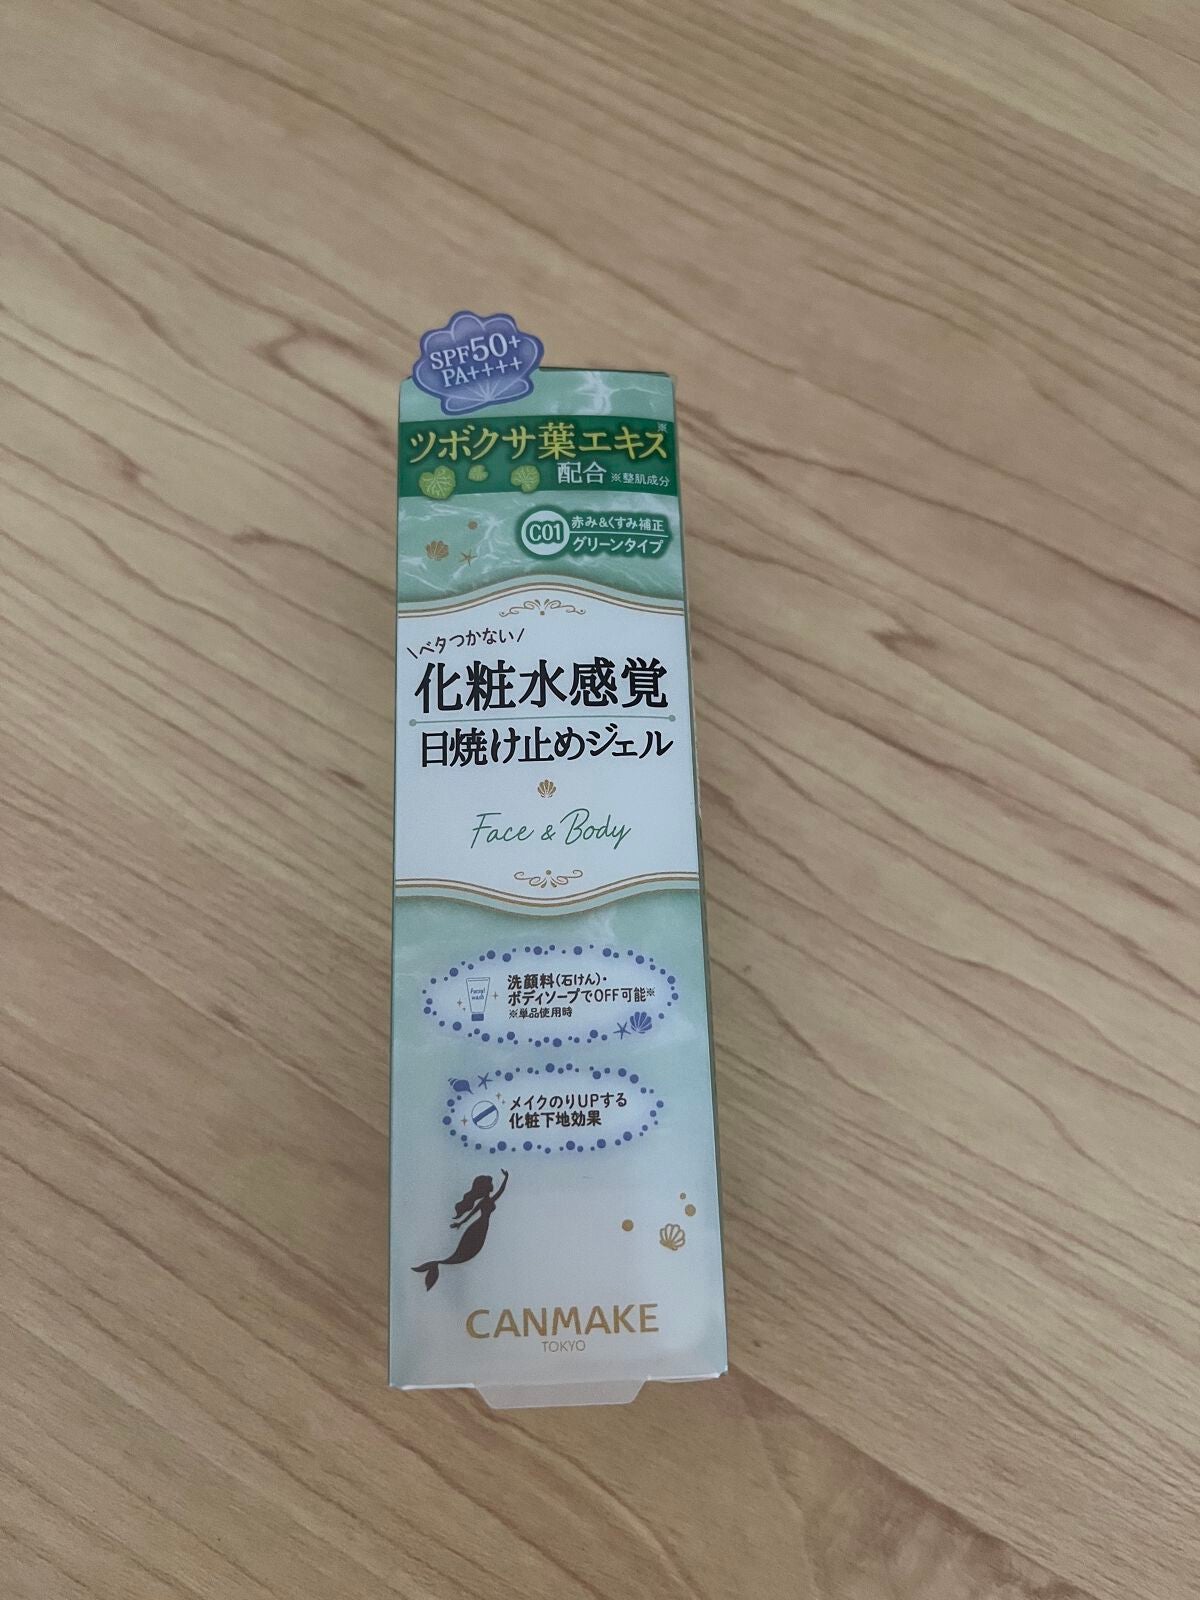 SPF50+
PA++++
ツボクサ葉エキス※
配合 ※整肌成分
C01 赤み&くすみ補正
グリーンタイプ
\ベタつかない/
化粧水感覚
日焼け止めジェル
Face & Body
Facial
wash
洗顔料(石けん)・
ボディソープでOFF可能※
※単品使用時
メイクのりUPする
化粧下地効果
CANMAKE
TOKYO